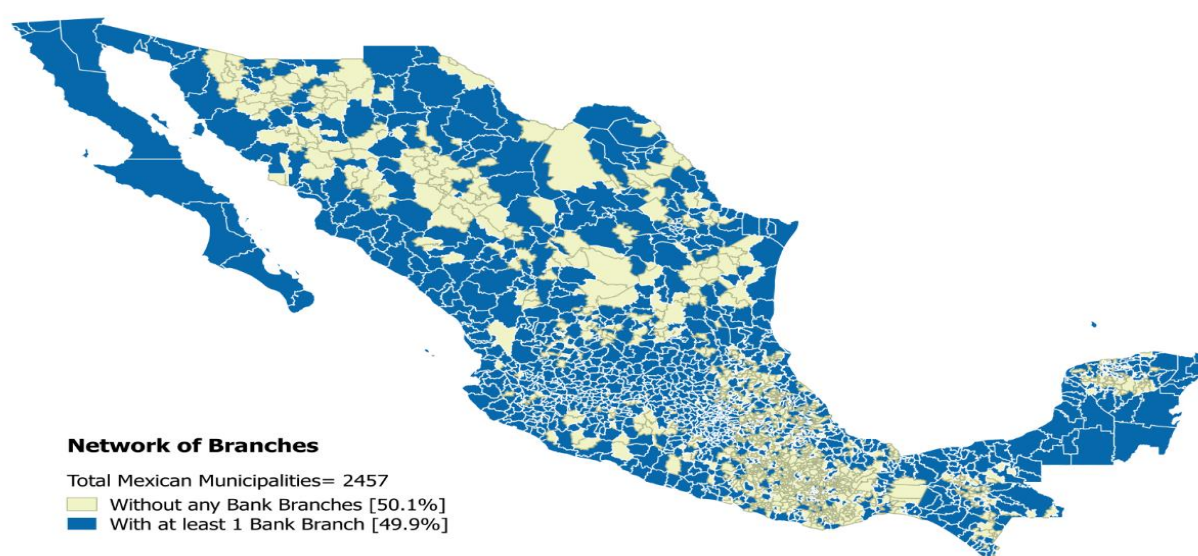 Network of Branches
Total Mexican Municipalities= 2457
Without any Bank Branches [50.1%]
With at least 1 Bank Branch [49.9%]